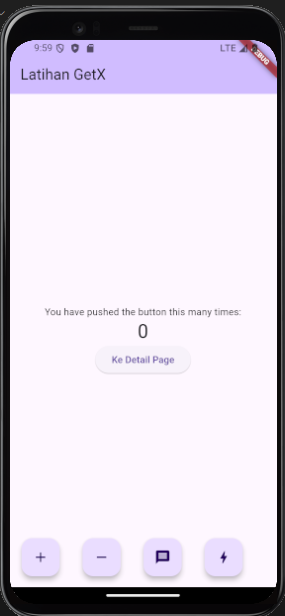 9:59 LTE
DEBUG
Latihan GetX
You have pushed the button this many times:
0
Ke Detail Page